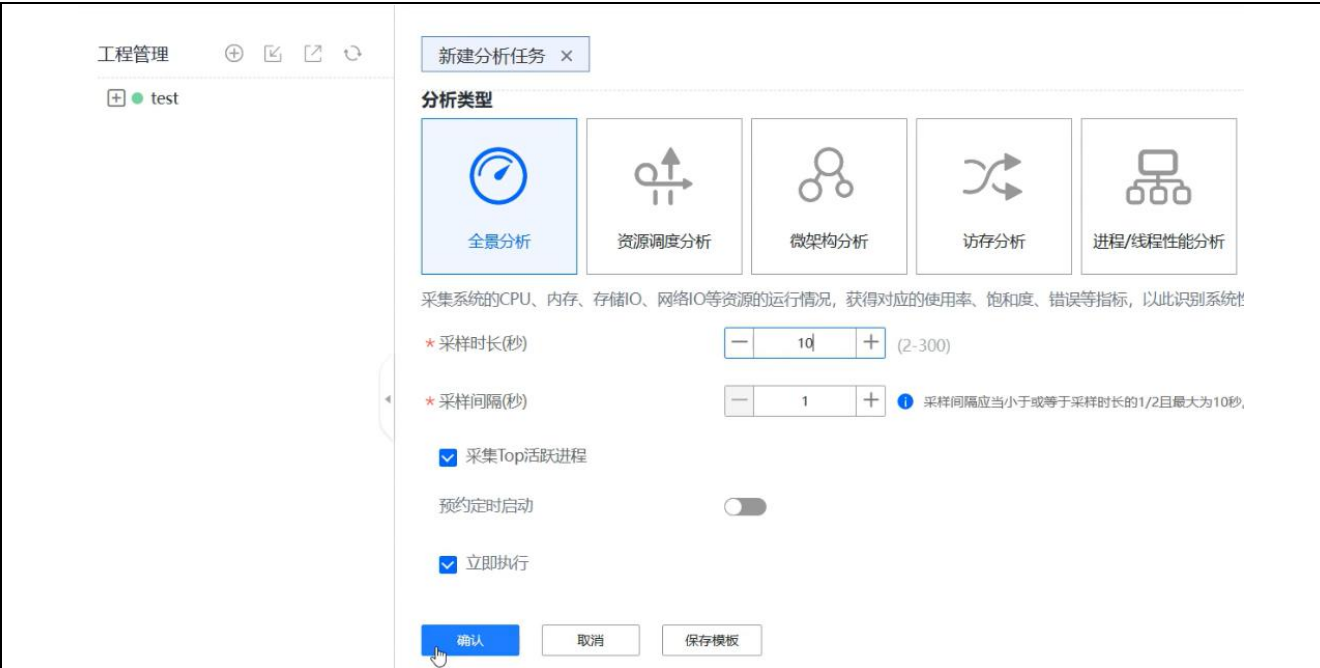 工程管理
test
新建分析任务 ×
分析类型
全景分析
资源调度分析
微架构分析
访存分析
进程/线程性能分析
采集系统的CPU、内存、存储IO、网络IO等资源的运行情况，获得对应的使用率、饱和度、错误等指标，以此识别系统性
* 采样时长(秒) 10 (2-300)
* 采样间隔(秒) 1 采样间隔应当小于或等于采样时长的1/2且最大为10秒,
采集Top活跃进程
预约定时启动
立即执行
确认 取消 保存模板